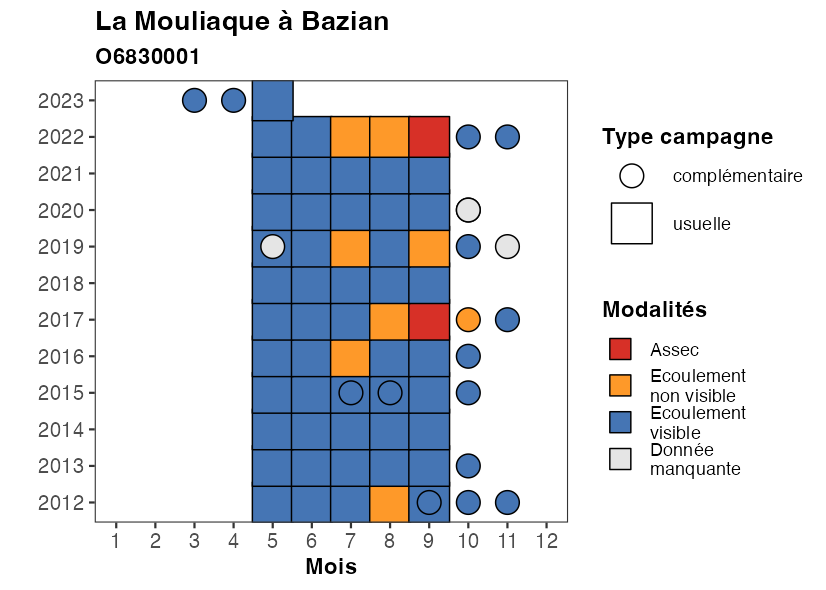 La Mouliaque à Bazian
O6830001
2023
2022
2021
2020
2019
2018
2017
2016
2015
2014
2013
2012
1 2 3 4 5 6 7 8 9 10 11 12
Mois
Type campagne
complémentaire
usuelle
Modalités
Assec
Ecoulement
non visible
Ecoulement
visible
Donnée
manquante